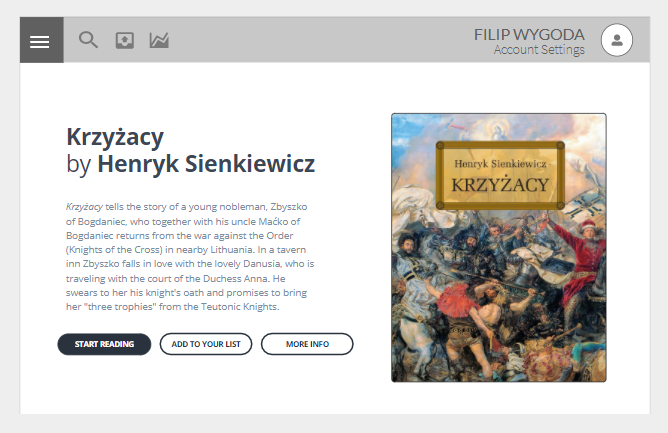 FILIP WYGODA
Account Settings
Krzyżacy
by Henryk Sienkiewicz
Krzyżacy tells the story of a young nobleman, Zbyszko
of Bogdaniec, who together with his uncle Maćko of
Bogdaniec returns from the war against the Order
(Knights of the Cross) in nearby Lithuania. In a tavern
inn Zbyszko falls in love with the lovely Danusia, who is
traveling with the court of the Duchess Anna. He
swears to her his knight's oath and promises to bring
her "three trophies" from the Teutonic Knights.
START READING
ADD TO YOUR LIST
MORE INFO
Henryk Sienkiewicz
KRZYŻACY